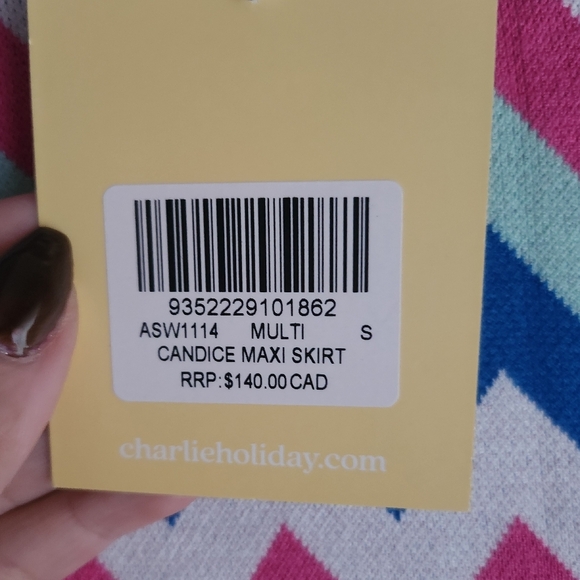 9352229101862
ASW1114 MULTI S
CANDICE MAXI SKIRT
RRP:$140.00 CAD
charlieholiday.com